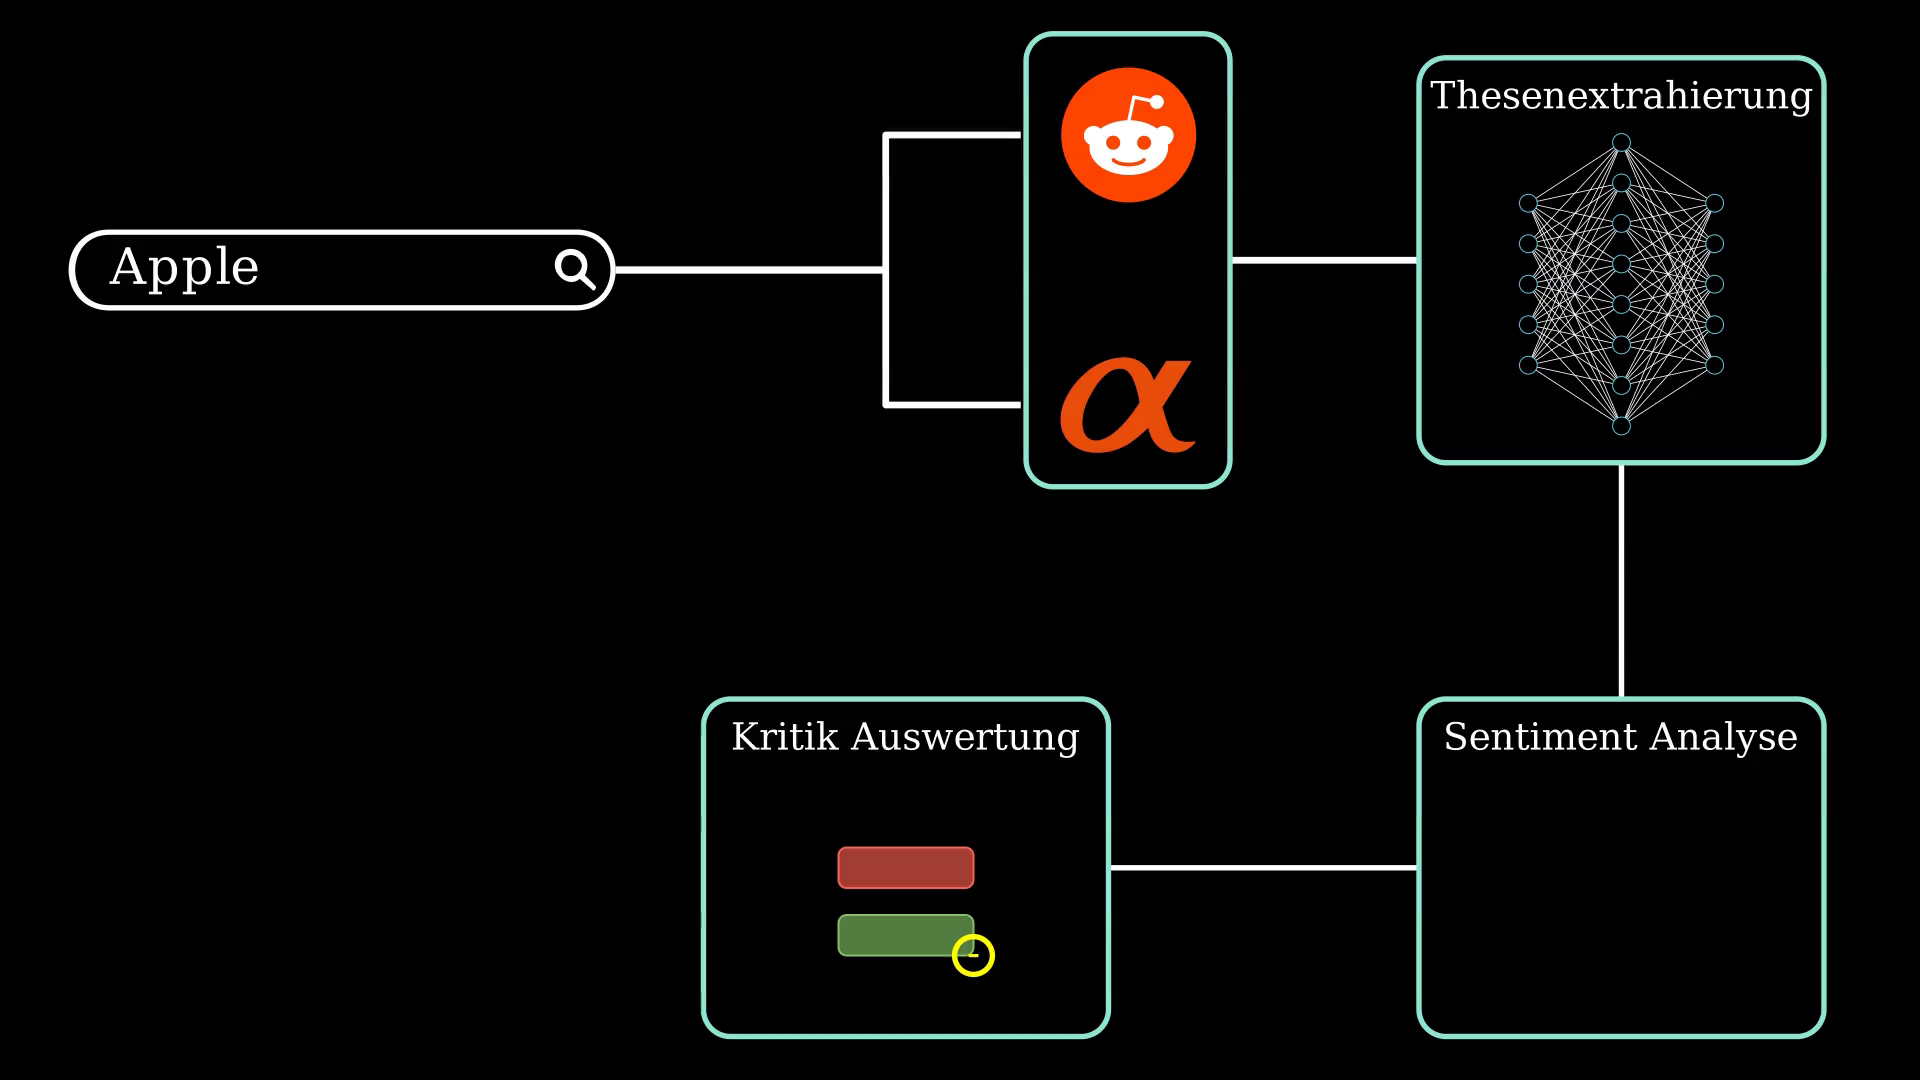 Apple
Thesenextrahierung
α
Kritik Auswertung
Sentiment Analyse
-